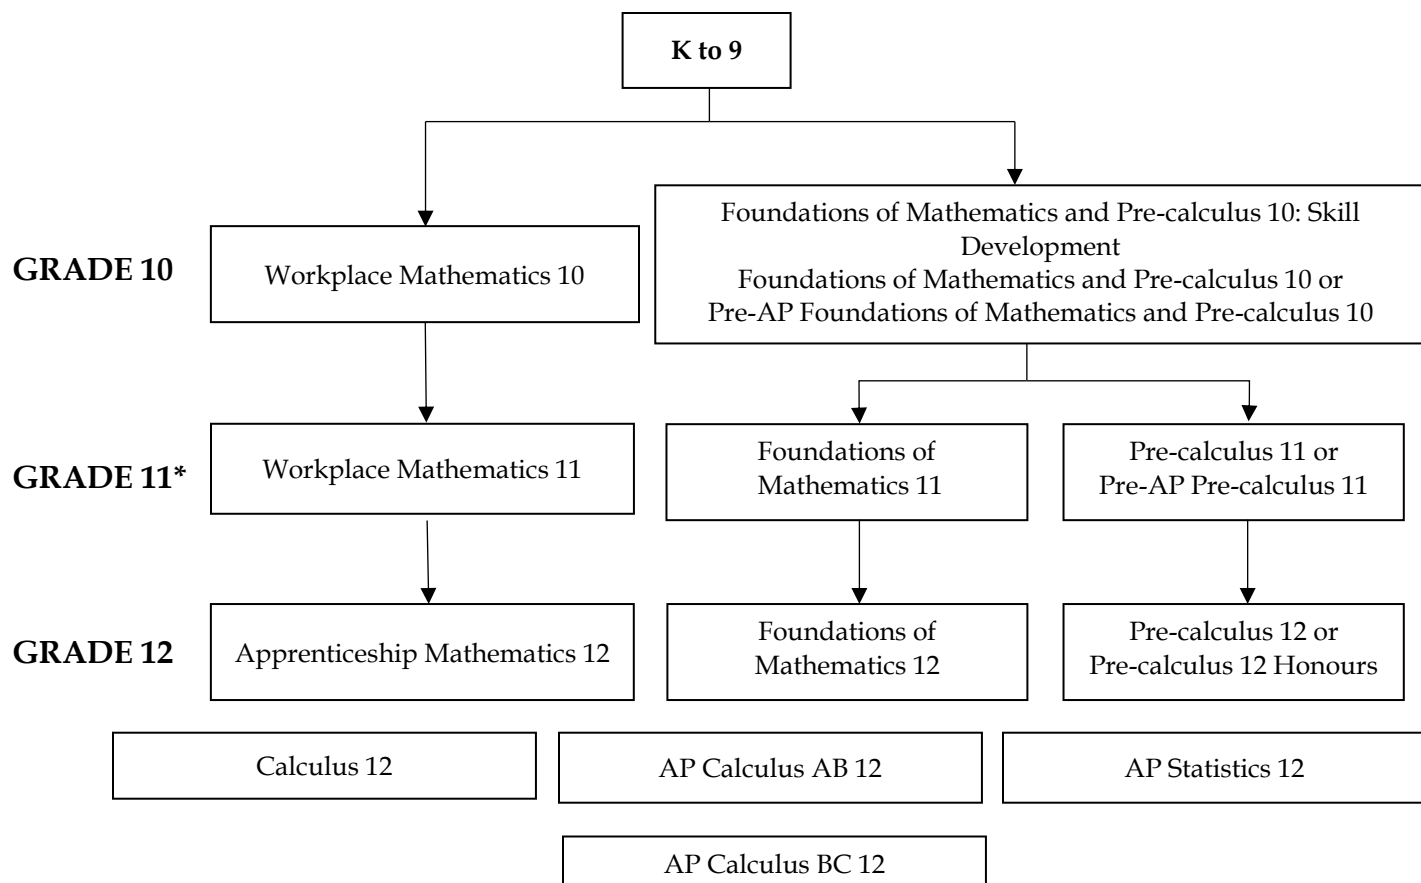 K to 9
Foundations of Mathematics and Pre-calculus 10: Skill
Development
Foundations of Mathematics and Pre-calculus 10 or
Pre-AP Foundations of Mathematics and Pre-calculus 10
GRADE 10
Workplace Mathematics 10
GRADE 11*
Workplace Mathematics 11
Foundations of
Mathematics 11
Pre-calculus 11 or
Pre-AP Pre-calculus 11
GRADE 12
Apprenticeship Mathematics 12
Foundations of
Mathematics 12
Pre-calculus 12 or
Pre-calculus 12 Honours
Calculus 12
AP Calculus AB 12
AP Statistics 12
AP Calculus BC 12